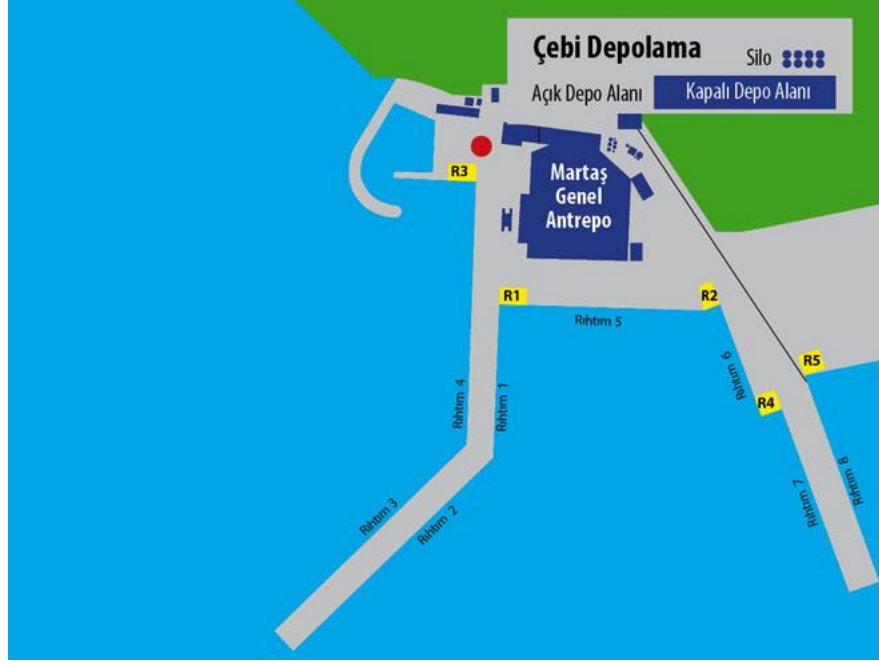 Çebi Depolama
Silo
Açık Depo Alanı
Kapalı Depo Alanı
R3
Martaş
Genel
Antrepo
R1
R2
Rıhtım 5
R5
Rıhtım 6
R4
Rıhtım 4
Rıhtım 1
Rıhtım 3
Rıhtım 2
Rıhtım 7
Rıhtım 8